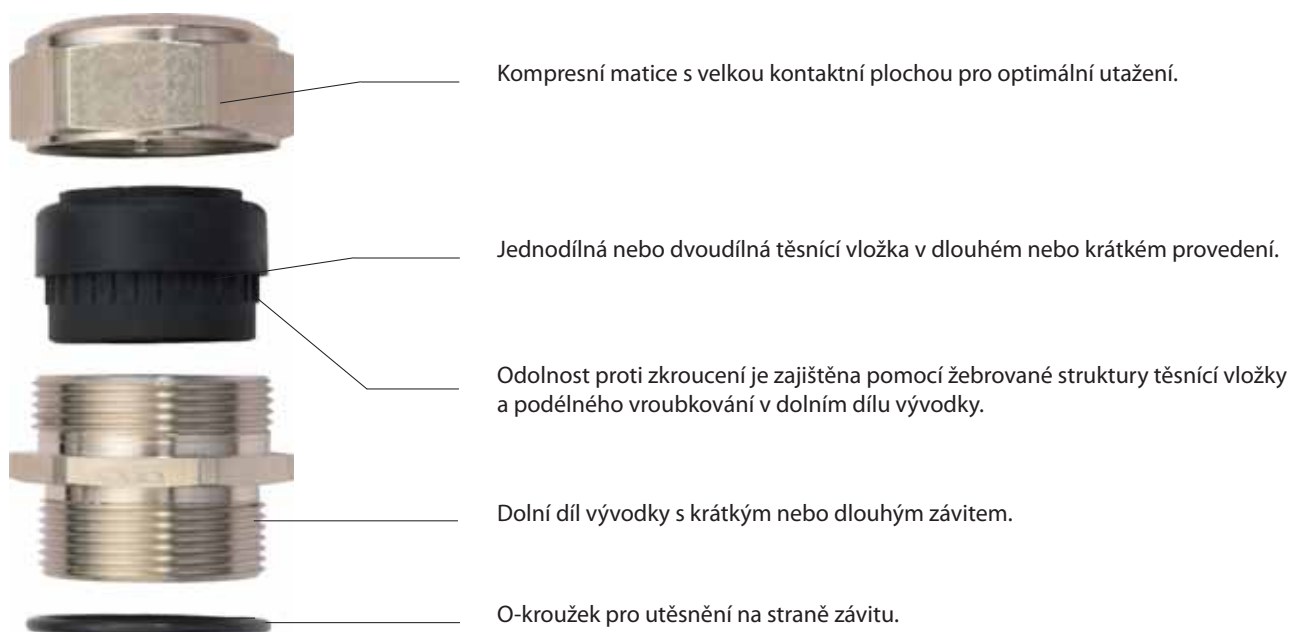 Kompresní matice s velkou kontaktní plochou pro optimální utažení.
Jednodílná nebo dvoudílná těsnící vložka v dlouhém nebo krátkém provedení.
Odolnost proti zkroucení je zajištěna pomocí žebrované struktury těsnící vložky
a podélného vroubkování v dolním dílu vývodky.
Dolní díl vývodky s krátkým nebo dlouhým závitem.
O-kroužek pro utěsnění na straně závitu.